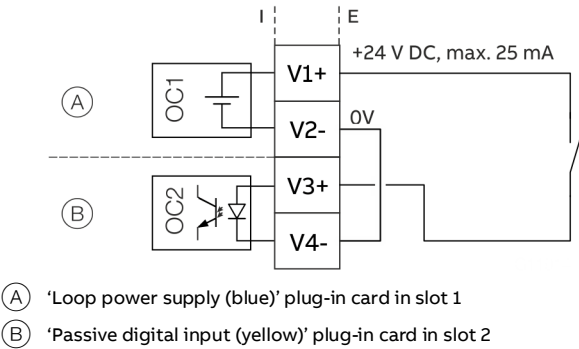 I E
+24 V DC, max. 25 mA
OC1
V1+
A
V2-
0V
OC2
V3+
B
V4-
A 'Loop power supply (blue)' plug-in card in slot 1
B 'Passive digital input (yellow)' plug-in card in slot 2